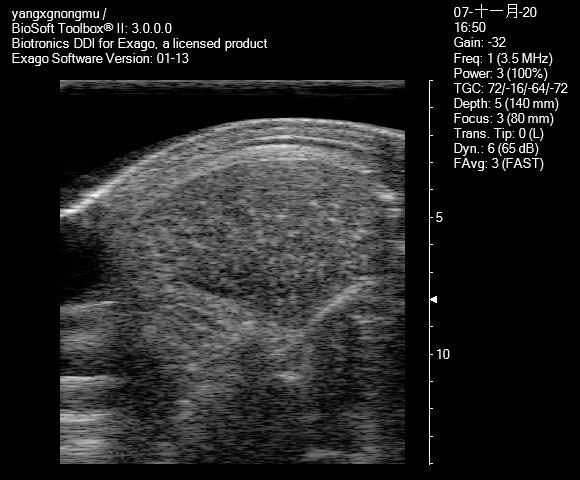 yangxgnongmu /
BioSoft Toolbox® II: 3.0.0.0
Biotronics DDI for Exago, a licensed product
Exago Software Version: 01-13
07-十一月-20
16:50
Gain: -32
Freq: 1 (3.5 MHz)
Power: 3 (100%)
TGC: 72/-16/-64/-72
Depth: 5 (140 mm)
Focus: 3 (80 mm)
Trans. Tip: 0 (L)
Dyn.: 6 (65 dB)
FAvg: 3 (FAST)
5
10